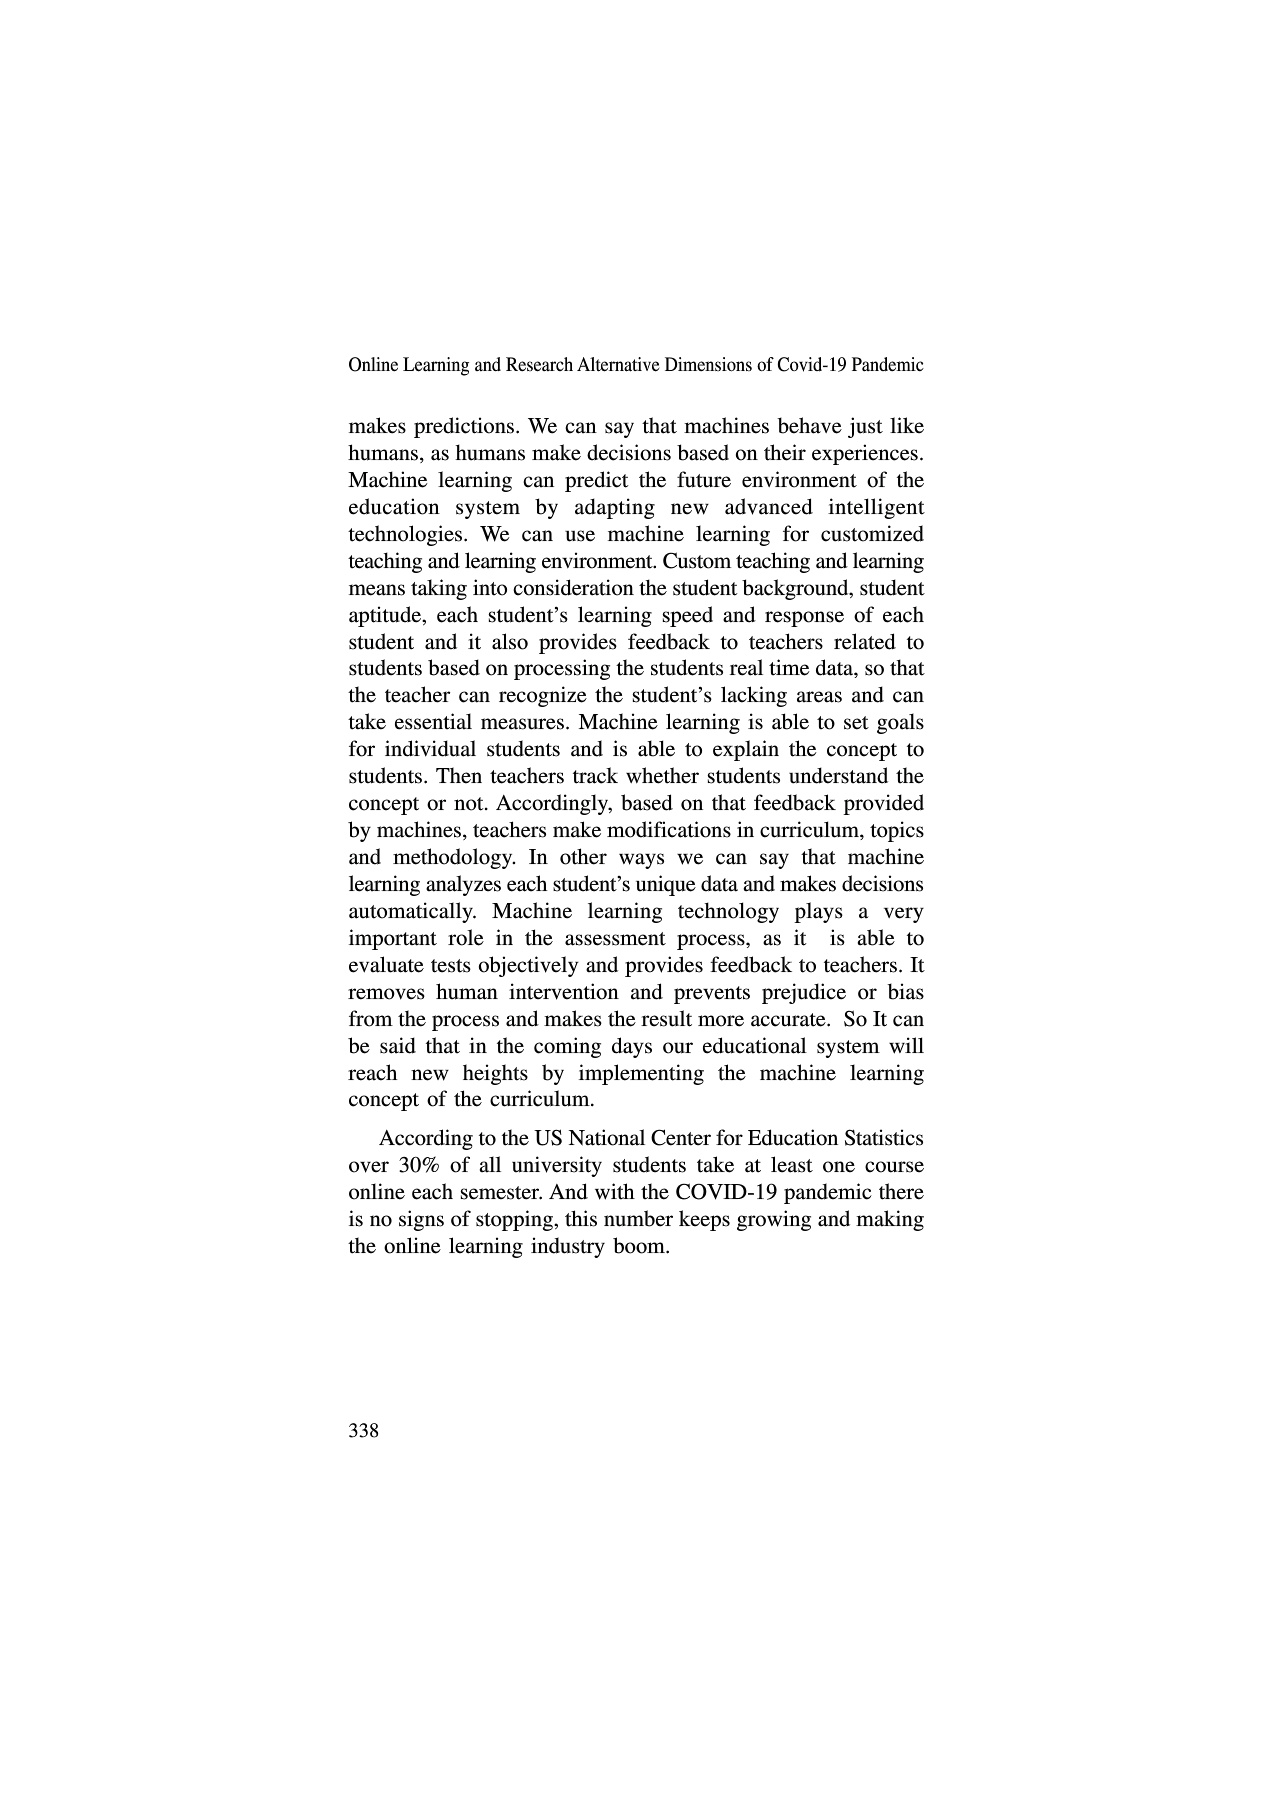 Online Learning and Research Alternative Dimensions of Covid-19 Pandemic
makes predictions. We can say that machines behave just like
humans, as humans make decisions based on their experiences.
Machine learning can predict the future environment of the
education system by adapting new advanced intelligent
technologies. We can use machine learning for customized
teaching and learning environment. Custom teaching and learning
means taking into consideration the student background, student
aptitude, each student’s learning speed and response of each
student and it also provides feedback to teachers related to
students based on processing the students real time data, so that
the teacher can recognize the student’s lacking areas and can
take essential measures. Machine learning is able to set goals
for individual students and is able to explain the concept to
students. Then teachers track whether students understand the
concept or not. Accordingly, based on that feedback provided
by machines, teachers make modifications in curriculum, topics
and methodology. In other ways we can say that machine
learning analyzes each student’s unique data and makes decisions
automatically. Machine learning technology plays a very
important role in the assessment process, as it is able to
evaluate tests objectively and provides feedback to teachers. It
removes human intervention and prevents prejudice or bias
from the process and makes the result more accurate. So It can
be said that in the coming days our educational system will
reach new heights by implementing the machine learning
concept of the curriculum.
According to the US National Center for Education Statistics
over 30% of all university students take at least one course
online each semester. And with the COVID-19 pandemic there
is no signs of stopping, this number keeps growing and making
the online learning industry boom.
338